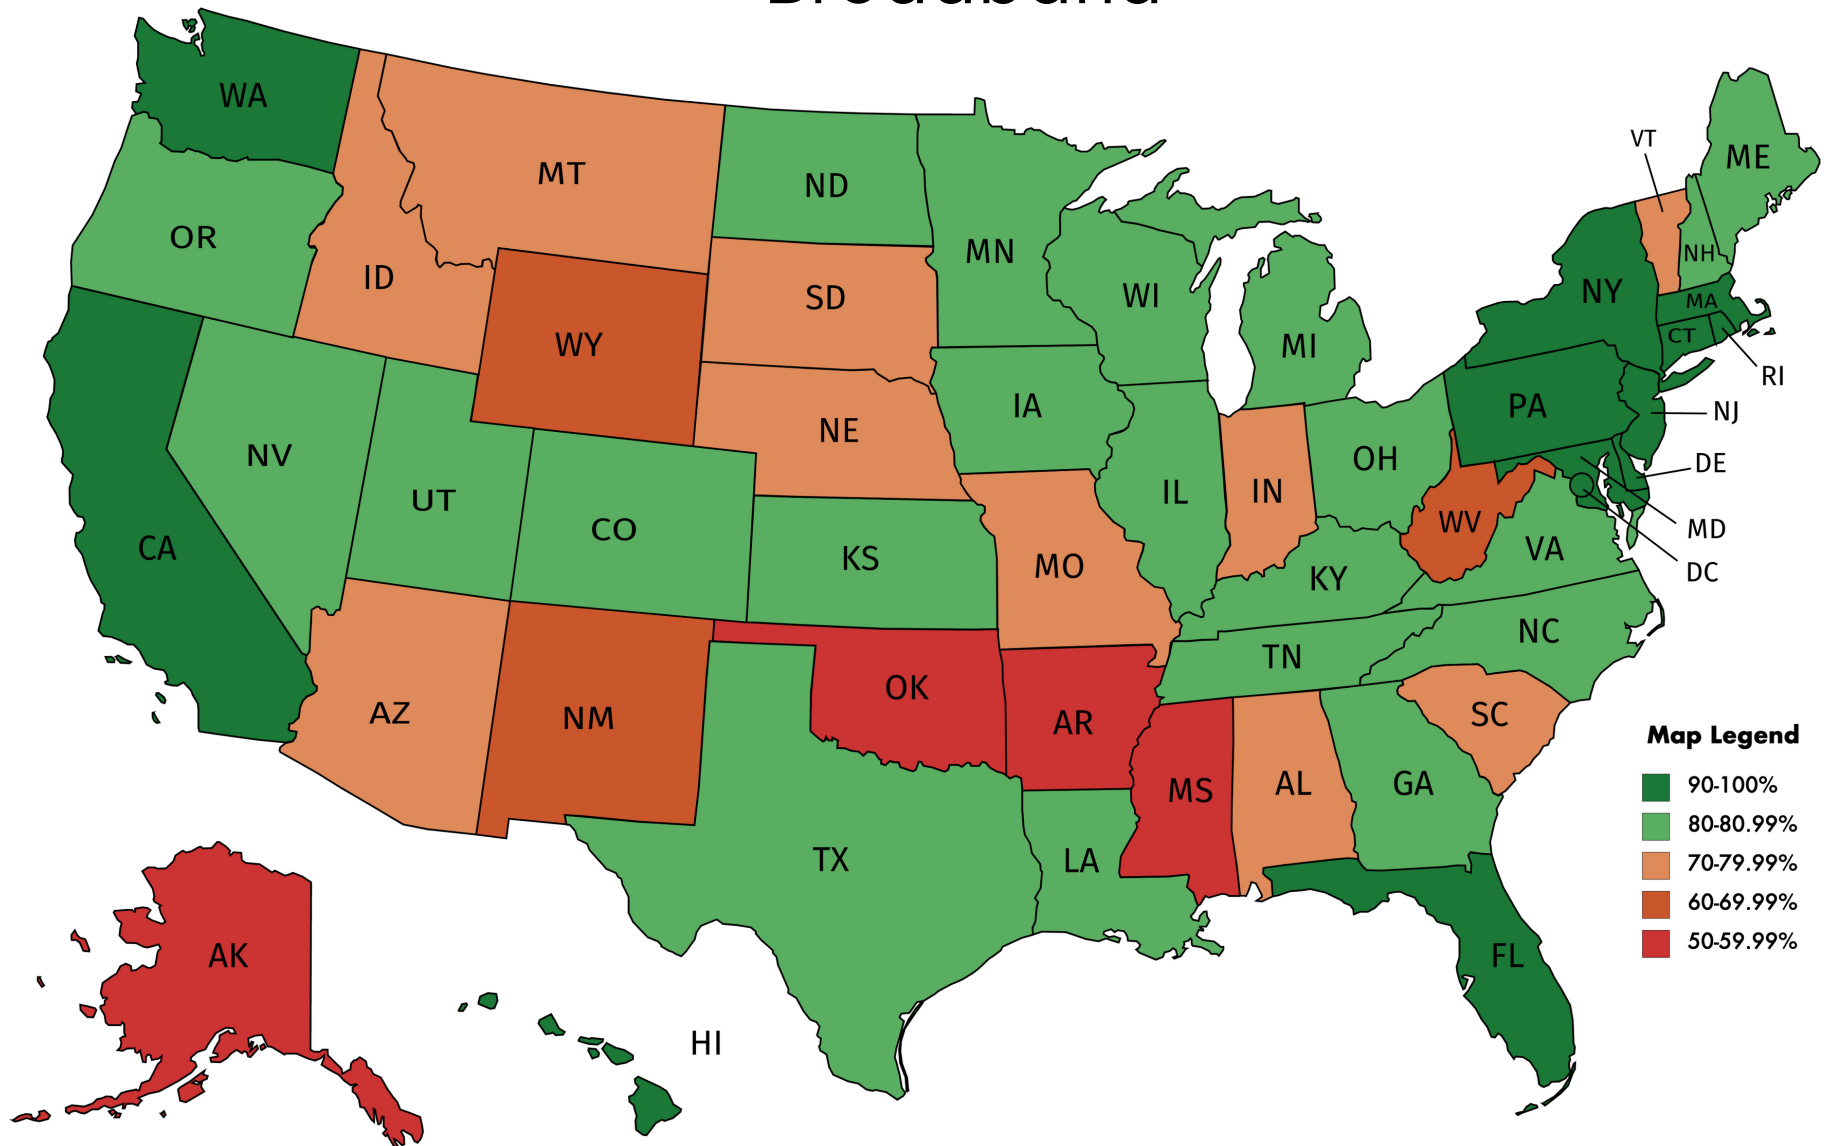 Broadband
WA
OR
CA
NV
ID
MT
WY
UT
CO
AZ
NM
ND
SD
NE
KS
OK
TX
MN
IA
MO
AR
LA
WI
IL
MI
IN
OH
KY
TN
MS
AL
GA
FL
SC
NC
VA
WV
PA
NY
VT
NH
ME
MA
CT
RI
NJ
DE
MD
DC
AK
HI
Map Legend
90-100%
80-80.99%
70-79.99%
60-69.99%
50-59.99%